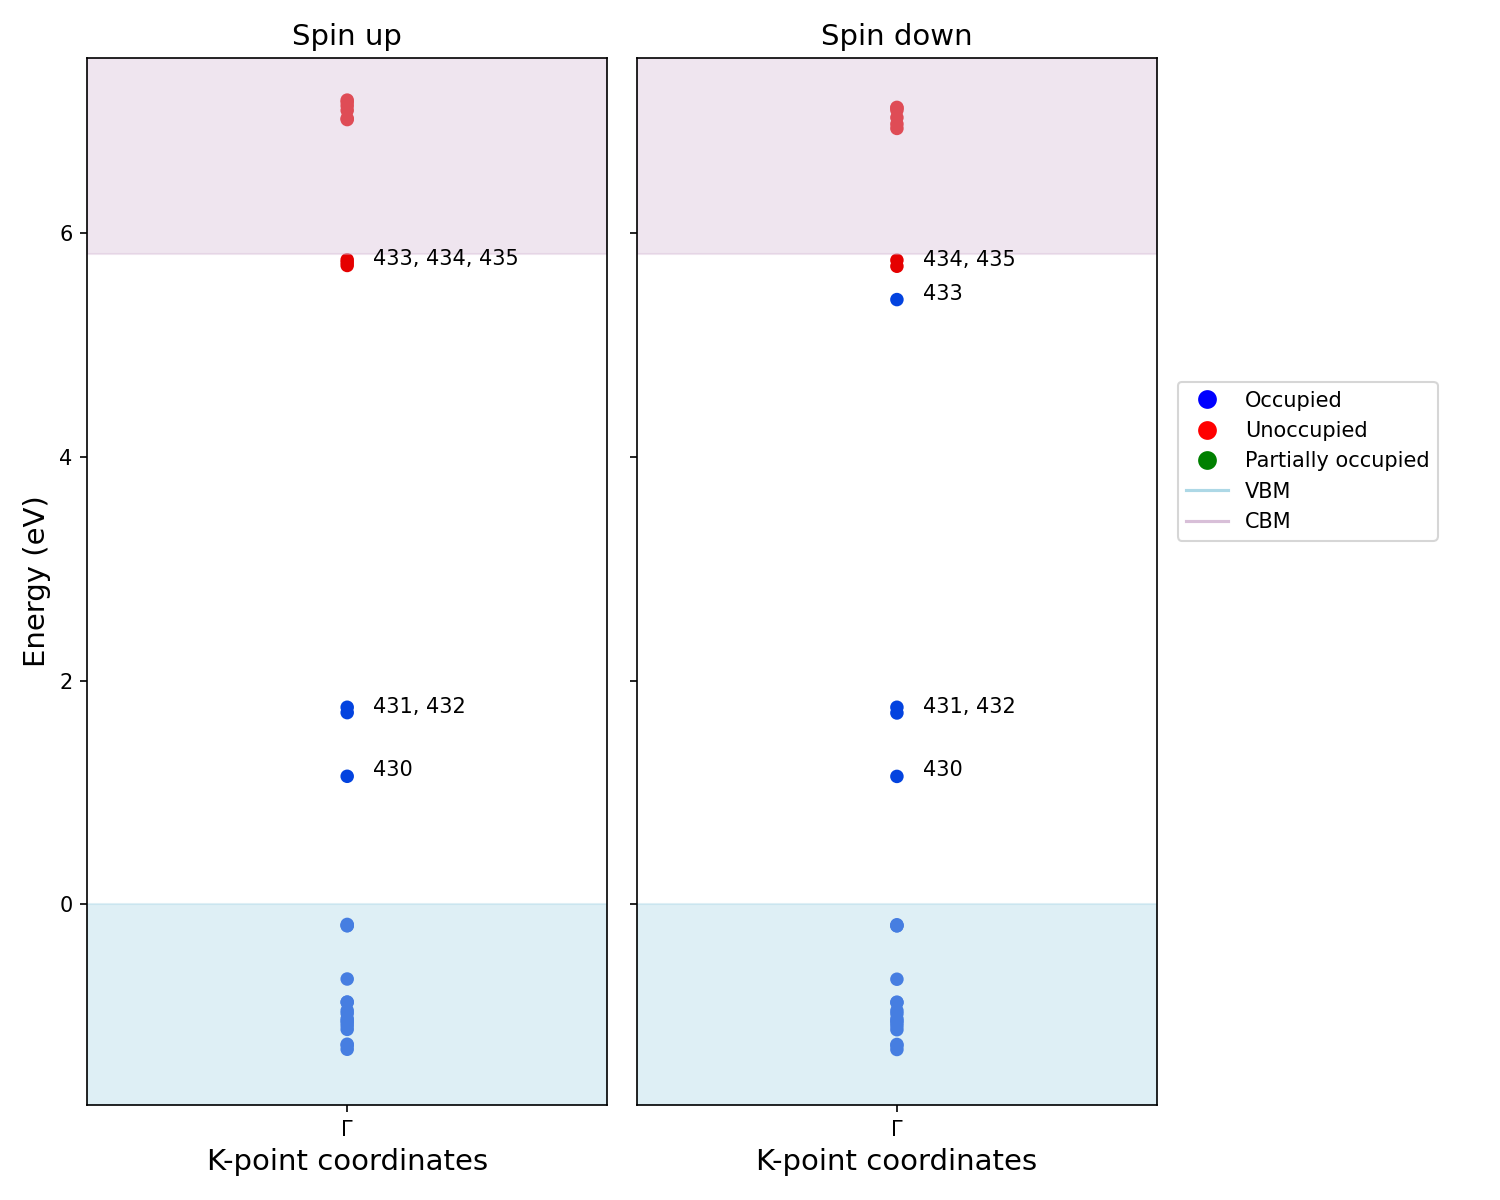 Spin up
Spin down
Energy (eV)
6
4
2
0
433, 434, 435
431, 432
430
434, 435
433
431, 432
430
Γ
Γ
K-point coordinates
K-point coordinates
Occupied
Unoccupied
Partially occupied
VBM
CBM